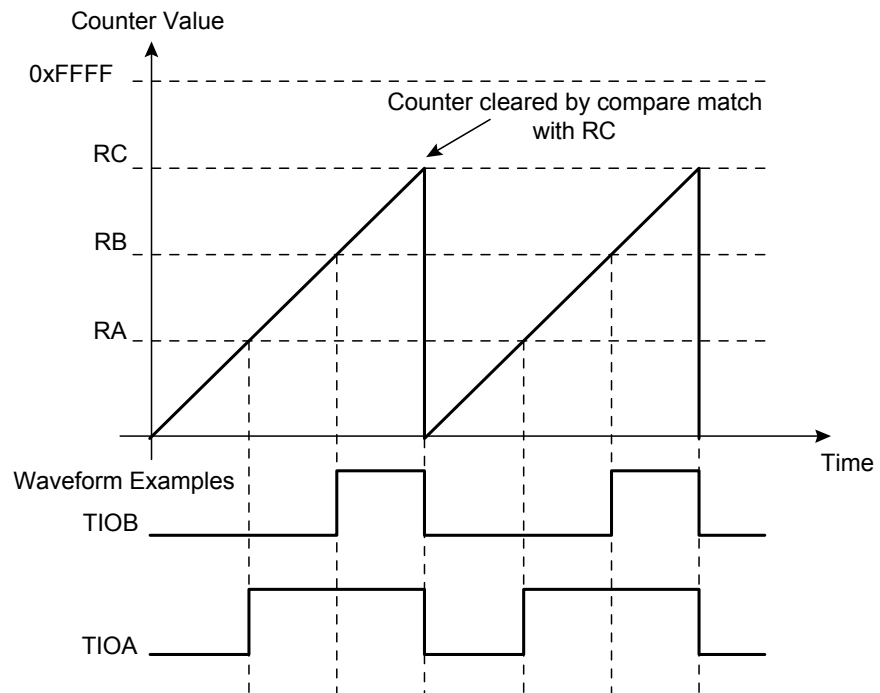 Counter Value
0xFFFF
Counter cleared by compare match
with RC
RC
RB
RA
Time
Waveform Examples
TIOB
TIOA